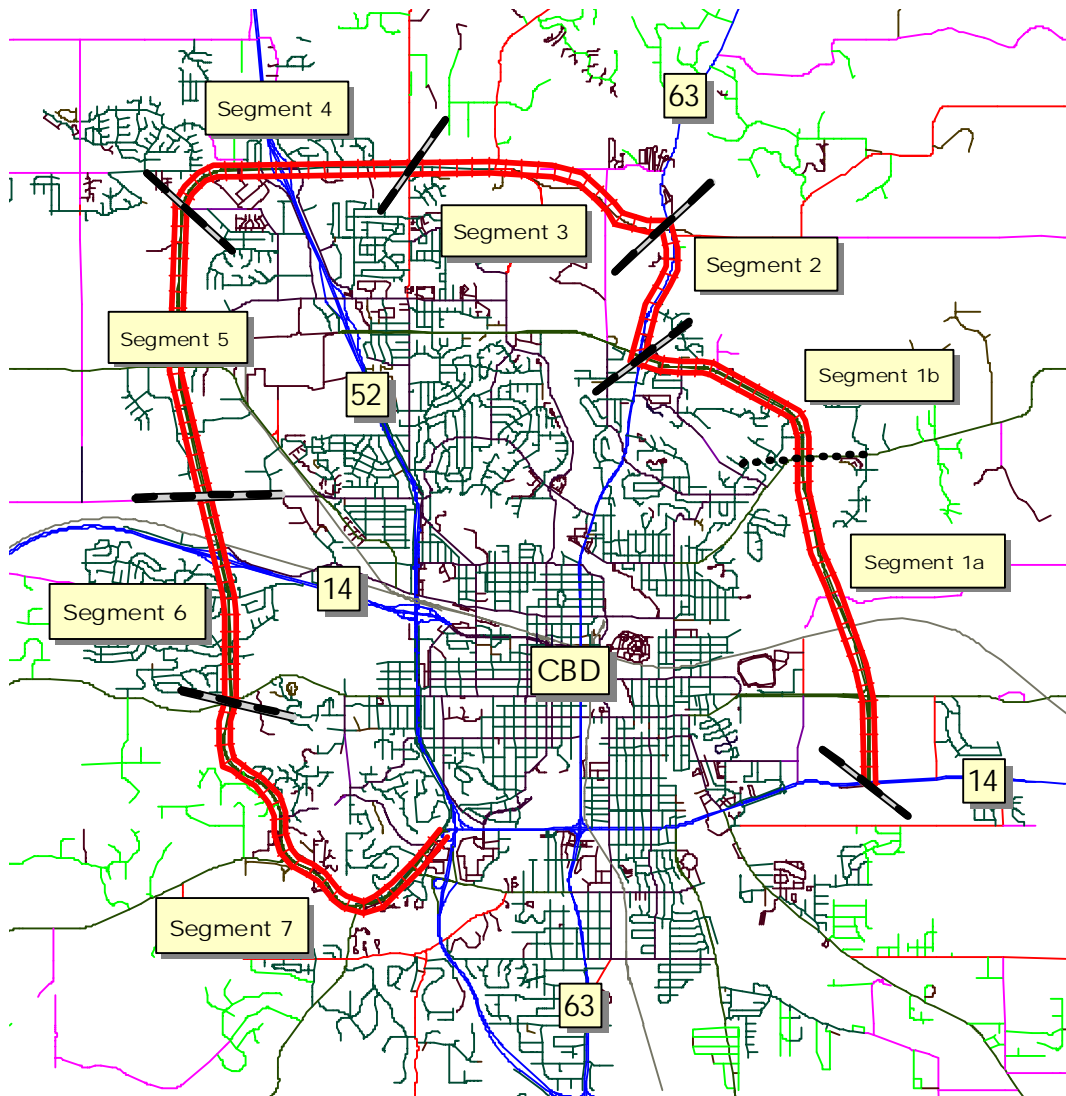 63
Segment 4
Segment 3
Segment 2
Segment 5
Segment 1b
52
Segment 1a
14
Segment 6
CBD
14
Segment 7
63